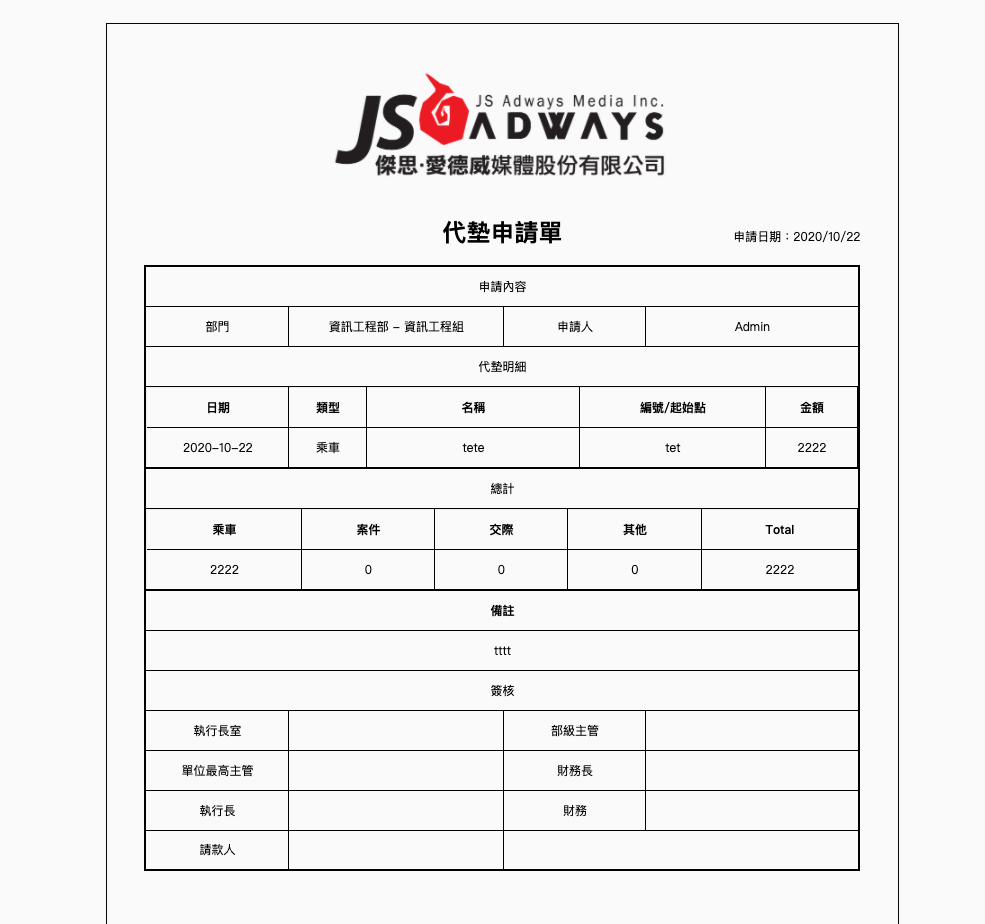 JS
JS Adways Media Inc.
ADWAYS
傑思·愛德威媒體股份有限公司
代墊申請單
申請日期：2020/10/22
申請內容
部門 資訊工程部 - 資訊工程組 申請人 Admin
代墊明細
日期 類型 名稱 編號/起始點 金額
2020-10-22 乘車 tete tet 2222
總計
乘車 案件 交際 其他 Total
2222 0 0 0 2222
備註
tttt
簽核
執行長室 部級主管
單位最高主管 財務長
執行長 財務
請款人